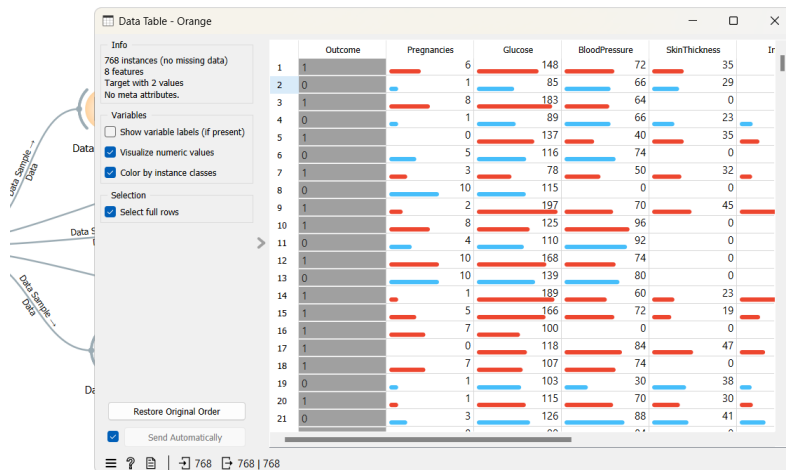 Data Table - Orange
Info
768 instances (no missing data)
8 features
Target with 2 values
No meta attributes.
Variables
Show variable labels (if present)
Visualize numeric values
Color by instance classes
Selection
Select full rows
Restore Original Order
Send Automatically
768
768 | 768
Outcome Pregnancies Glucose BloodPressure SkinThickness
1 1 6 148 72 35
2 0 1 85 66 29
3 1 8 183 64 0
4 0 1 89 66 23
5 1 0 137 40 35
6 0 5 116 74 0
7 1 3 78 50 32
8 0 10 115 0 0
9 1 2 197 70 45
10 1 8 125 96 0
11 0 4 110 92 0
12 1 10 168 74 0
13 0 10 139 80 0
14 1 1 189 60 23
15 1 5 166 72 19
16 1 7 100 0 0
17 1 0 118 84 47
18 1 7 107 74 0
19 0 1 103 30 38
20 1 1 115 70 30
21 0 3 126 88 41
Data Sample →
Data
Data
Data S
Data Sample →
Data